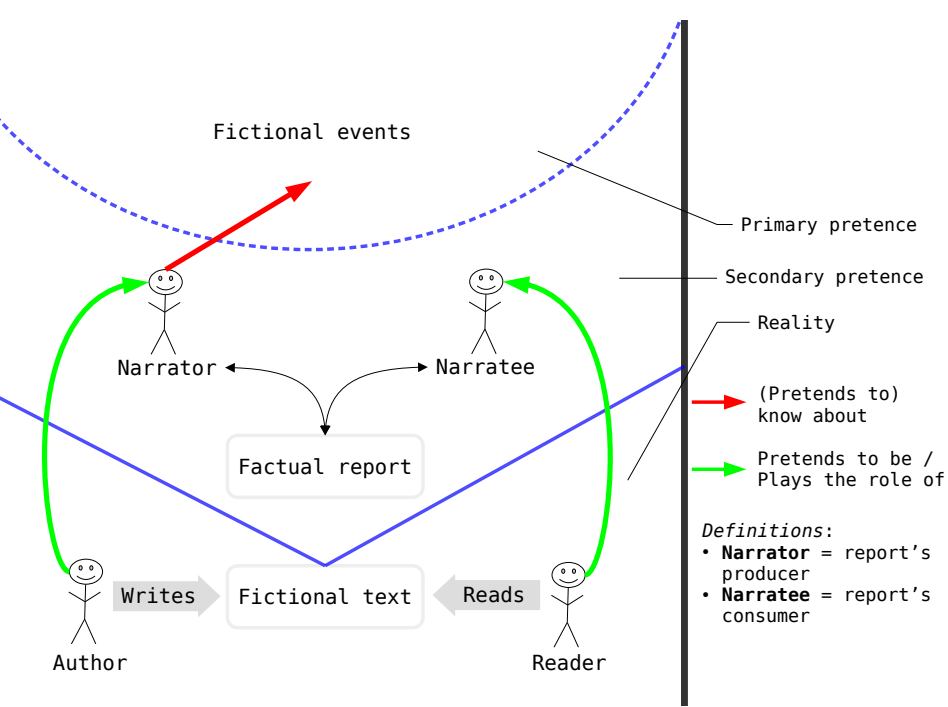 Fictional events
Primary pretence
Secondary pretence
Reality
Narrator
Narratee
(Pretends to)
know about
Factual report
Pretends to be /
Plays the role of
Definitions:
• Narrator = report’s
producer
• Narratee = report’s
consumer
Writes
Fictional text
Reads
Author
Reader